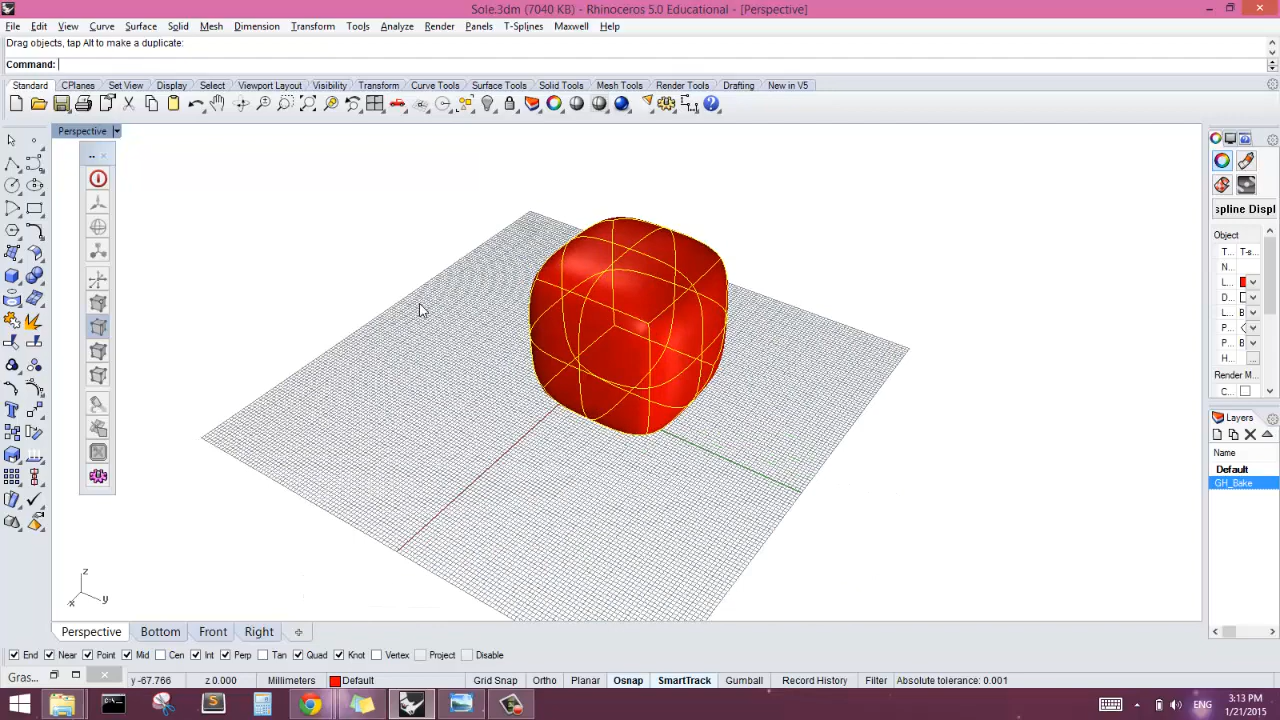 Sole.3dm (7040 KB) - Rhinoceros 5.0 Educational - [Perspective]
File Edit View Curve Surface Solid Mesh Dimension Transform Tools Analyze Render Panels T-Splines Maxwell Help
Drag objects, tap Alt to make a duplicate:
Command:
Standard CPlanes Set View Display Select Viewport Layout Visibility Transform Curve Tools Surface Tools Solid Tools Mesh Tools Render Tools Drafting New in V5
Perspective
spline Displ
Object
T... T-s
N...
L...
D...
L... B
P...
P... B
H... ...
Render M
C...
Layers
Name
Default
GH_Bake
z
x y
Perspective Bottom Front Right
End Near Point Mid Cen Int Perp Tan Quad Knot Vertex Project Disable
Gras...
y -67.766 z 0.000 Millimeters Default Grid Snap Ortho Planar Osnap SmartTrack Gumball Record History Filter Absolute tolerance: 0.001
ENG
3:13 PM
1/21/2015